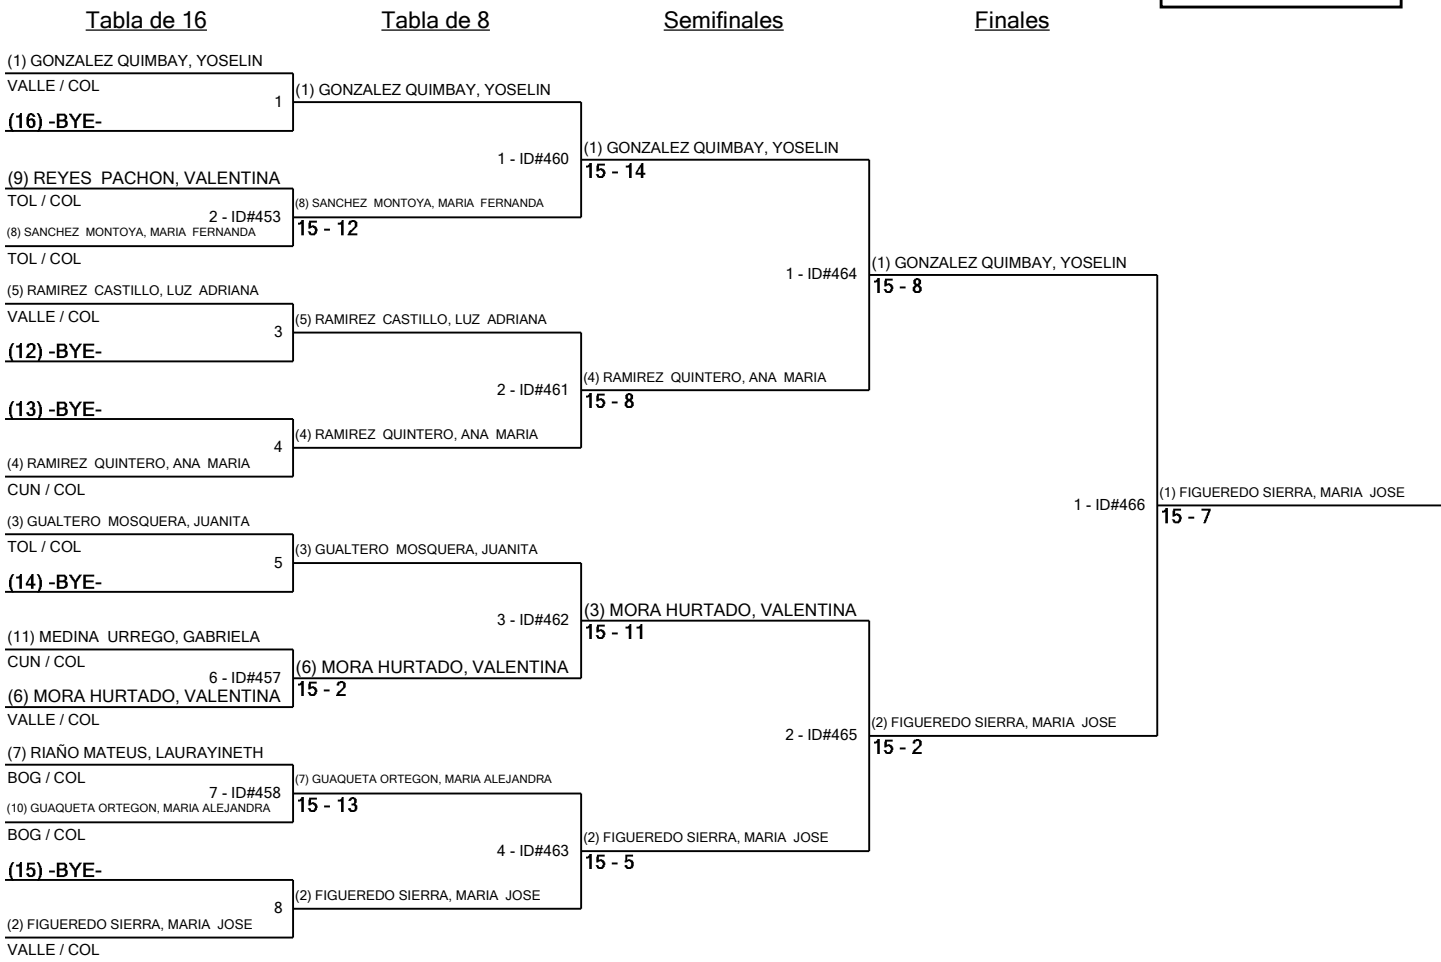 Tabla de 16
Tabla de 8
Semifinales
Finales
(1) GONZALEZ QUIMBAY, YOSELIN
VALLE / COL
1
(1) GONZALEZ QUIMBAY, YOSELIN
(16) -BYE-
1 - ID#460
(1) GONZALEZ QUIMBAY, YOSELIN
15 - 14
(9) REYES PACHON, VALENTINA
TOL / COL
2 - ID#453
(8) SANCHEZ MONTOYA, MARIA FERNANDA
15 - 12
(8) SANCHEZ MONTOYA, MARIA FERNANDA
TOL / COL
1 - ID#464
(1) GONZALEZ QUIMBAY, YOSELIN
15 - 8
(5) RAMIREZ CASTILLO, LUZ ADRIANA
VALLE / COL
3
(5) RAMIREZ CASTILLO, LUZ ADRIANA
(12) -BYE-
2 - ID#461
(4) RAMIREZ QUINTERO, ANA MARIA
15 - 8
(13) -BYE-
4
(4) RAMIREZ QUINTERO, ANA MARIA
(4) RAMIREZ QUINTERO, ANA MARIA
CUN / COL
1 - ID#466
(1) FIGUEREDO SIERRA, MARIA JOSE
15 - 7
(3) GUALTERO MOSQUERA, JUANITA
TOL / COL
5
(3) GUALTERO MOSQUERA, JUANITA
(14) -BYE-
3 - ID#462
(3) MORA HURTADO, VALENTINA
15 - 11
(11) MEDINA URREGO, GABRIELA
CUN / COL
6 - ID#457
(6) MORA HURTADO, VALENTINA
15 - 2
(6) MORA HURTADO, VALENTINA
VALLE / COL
2 - ID#465
(2) FIGUEREDO SIERRA, MARIA JOSE
15 - 2
(7) RIAÑO MATEUS, LAURAYINETH
BOG / COL
7 - ID#458
(7) GUAQUETA ORTEGON, MARIA ALEJANDRA
15 - 13
(10) GUAQUETA ORTEGON, MARIA ALEJANDRA
BOG / COL
4 - ID#463
(2) FIGUEREDO SIERRA, MARIA JOSE
15 - 5
(15) -BYE-
8
(2) FIGUEREDO SIERRA, MARIA JOSE
(2) FIGUEREDO SIERRA, MARIA JOSE
VALLE / COL